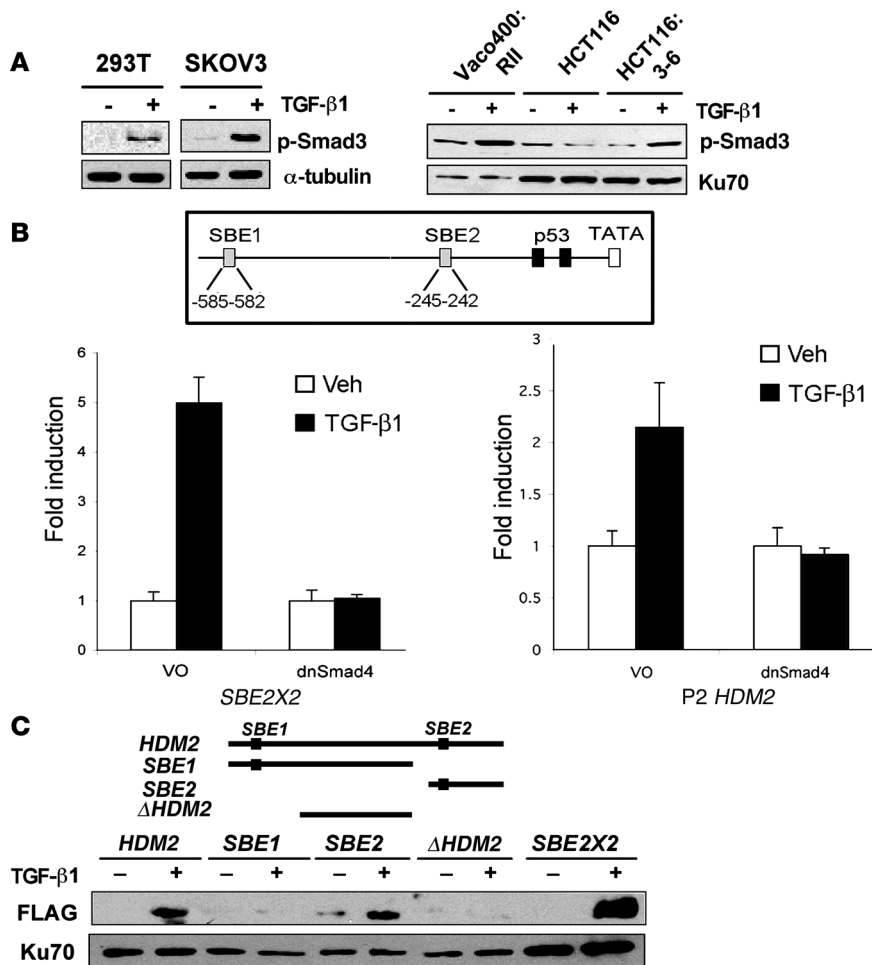 A
293T SKOV3
- + - + TGF-β1
p-Smad3
α-tubulin
Vaco400:
RII
HCT116
HCT116:
3-6
- + - + - + TGF-β1
p-Smad3
Ku70
B
SBE1 SBE2 p53 TATA
-585-582 -245-242
Fold induction
6
5
4
3
2
1
0
Veh
TGF-β1
VO dnSmad4
SBE2X2
Fold induction
3
2.5
2
1.5
1
0.5
0
Veh
TGF-β1
VO dnSmad4
P2 HDM2
C
SBE1 SBE2
HDM2
SBE1
SBE2
ΔHDM2
HDM2 SBE1 SBE2 ΔHDM2 SBE2X2
TGF-β1 – + – + – + – + – +
FLAG
Ku70